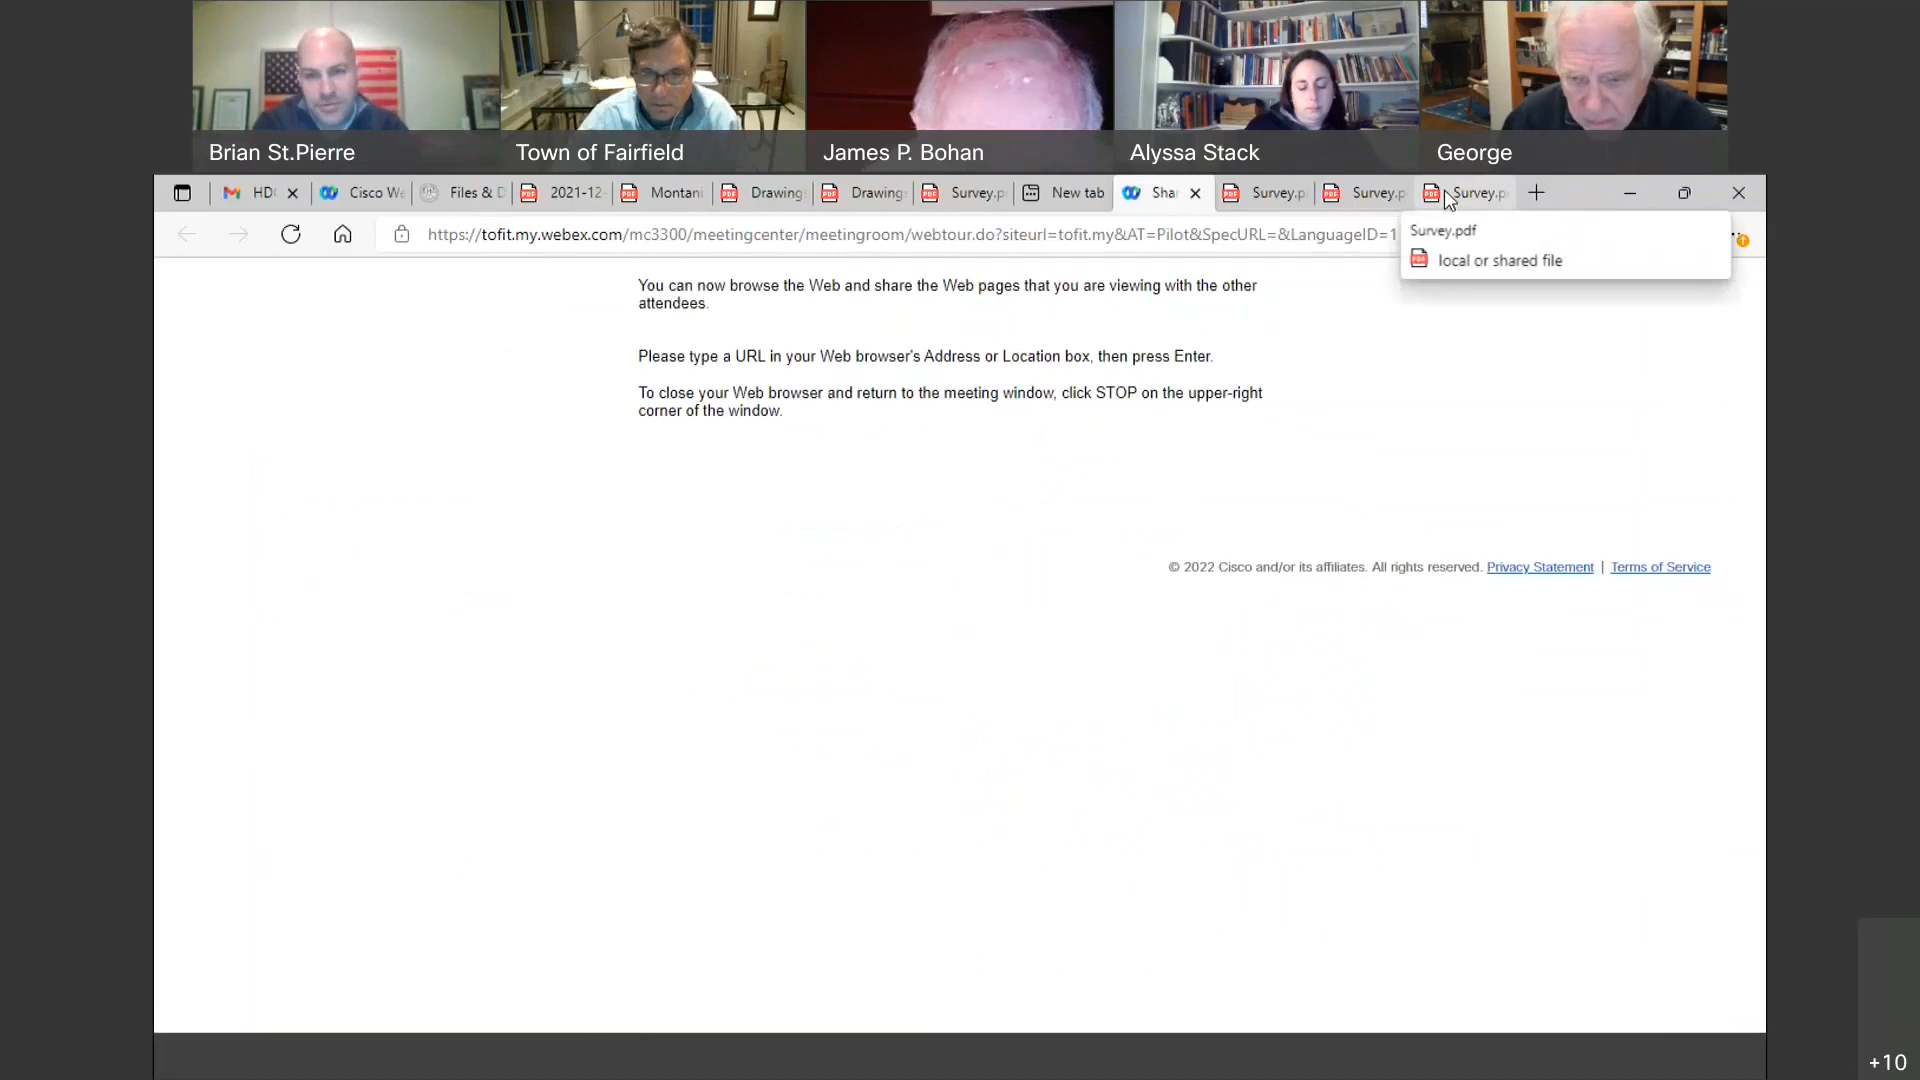 Brian St.Pierre
Town of Fairfield
James P. Bohan
Alyssa Stack
George
HD
Cisco We
Files & D
2021-12-
Montani
Drawing
Drawing
Survey.p
New tab
Shar
Survey.p
Survey.p
Survey.p
https://tofit.my.webex.com/mc3300/meetingcenter/meetingroom/webtour.do?siteurl=tofit.my&AT=Pilot&SpecURL=&LanguageID=1
Survey.pdf
local or shared file
You can now browse the Web and share the Web pages that you are viewing with the other
attendees.
Please type a URL in your Web browser's Address or Location box, then press Enter.
To close your Web browser and return to the meeting window, click STOP on the upper-right
corner of the window.
© 2022 Cisco and/or its affiliates. All rights reserved. Privacy Statement | Terms of Service
+10